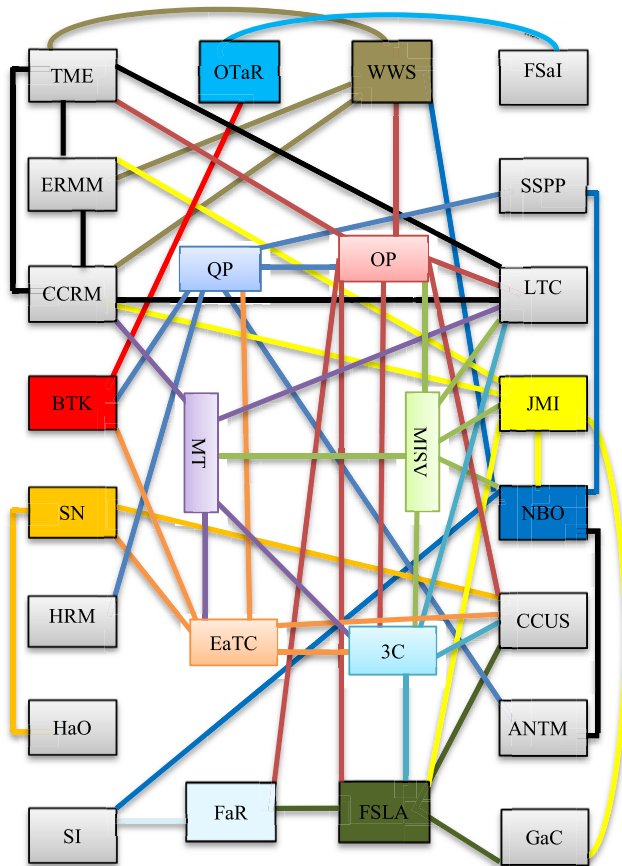 TME
OTaR
WWS
FSaI
ERMM
SSPP
QP
OP
CCRM
LTC
BTK
JMI
MT
MISV
SN
NBO
HRM
CCUS
EaTC
3C
HaO
ANTM
FaR
FSLA
SI
GaC